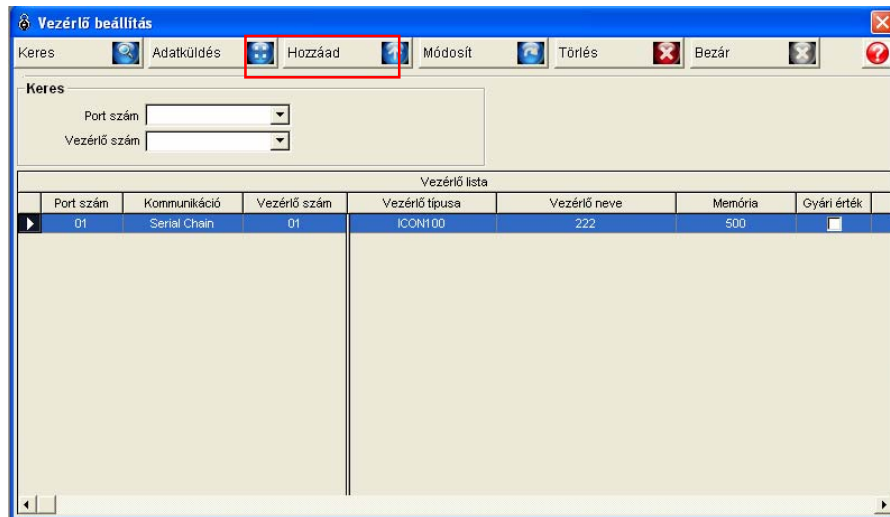 Vezérlő beállítás
Keres Adatküldés Hozzáad Módosít Törlés Bezár ?
Keres
Port szám
Vezérlő szám
Vezérlő lista
Port szám Kommunikáció Vezérlő szám Vezérlő típusa Vezérlő neve Memória Gyári érték
01 Serial Chain 01 ICON100 222 500